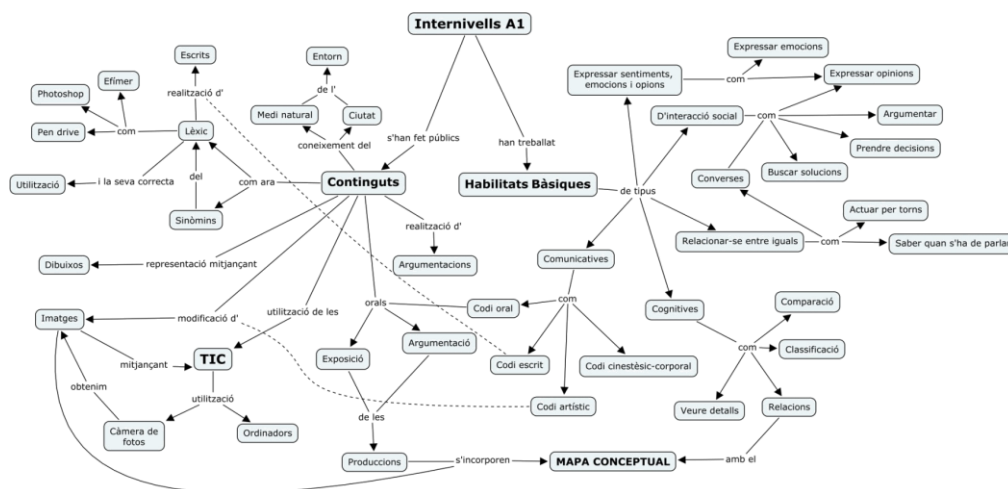 Internivells A1
Escrits
Entorn
Expressar emocions
Expressar sentiments,
emocions i opions
com
Expressar opinions
Efímer
Photoshop
realització d'
de l'
Medi natural
Ciutat
D'interacció social
com
Argumentar
Pen drive
com
Lèxic
s'han fet públics
han treballat
coneixement del
Prendre decisions
Buscar solucions
Converses
Utilització
i la seva correcta
del
com ara
Continguts
Habilitats Bàsiques
de tipus
Sinòmins
realització d'
Actuar per torns
Relacionar-se entre iguals
com
Saber quan s'ha de parlar
Dibuixos
representació mitjançant
Argumentacions
Comunicatives
Imatges
modificació d'
utilització de les
orals
Codi oral
com
Cognitives
Comparació
mitjançant
TIC
Exposició
Argumentació
Codi escrit
Codi cinestèsic-corporal
com
Classificació
obtenim
utilització
Codi artístic
Veure detalls
Relacions
Càmera de
fotos
Ordinadors
de les
Produccions
s'incorporen
MAPA CONCEPTUAL
amb el